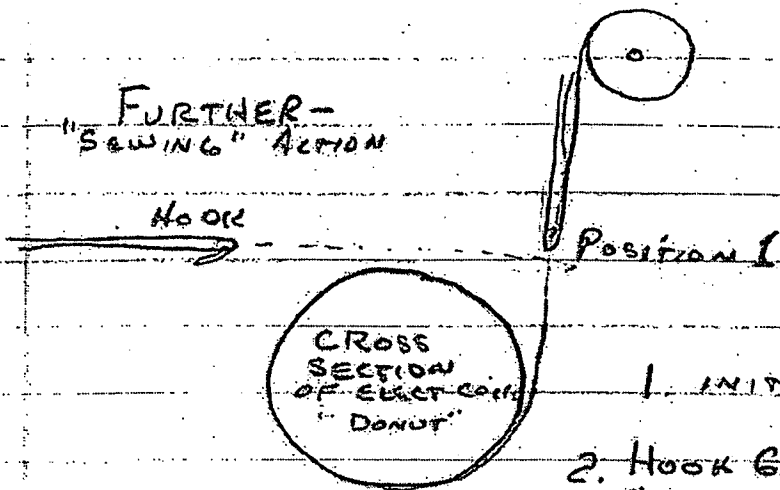 FURTHER-
"SEWING" ACTION
HOOK
POSITION 1
CROSS
SECTION
OF ELECT COIL
"DONUT"
1. INIT
2. HOOK G